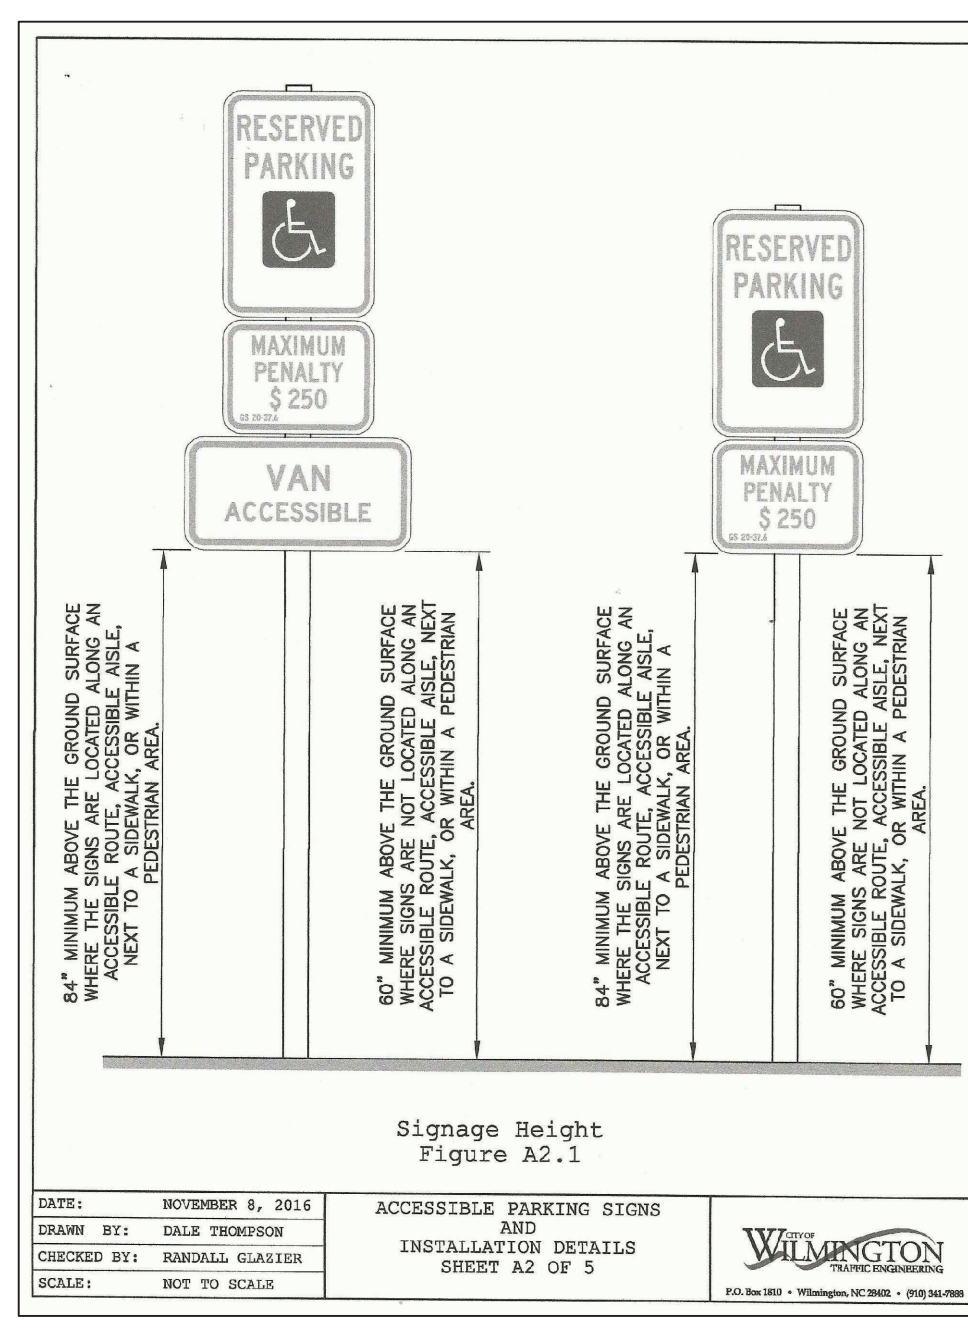 RESERVED
PARKING
MAXIMUM
PENALTY
$ 250
GS 20-37.6
VAN
ACCESSIBLE
RESERVED
PARKING
MAXIMUM
PENALTY
$ 250
GS 20-37.6
84" MINIMUM ABOVE THE GROUND SURFACE
WHERE THE SIGNS ARE LOCATED ALONG AN
ACCESSIBLE ROUTE, ACCESSIBLE AISLE,
NEXT TO A SIDEWALK, OR WITHIN A
PEDESTRIAN AREA.
60" MINIMUM ABOVE THE GROUND SURFACE
WHERE SIGNS ARE NOT LOCATED ALONG AN
ACCESSIBLE ROUTE, ACCESSIBLE AISLE, NEXT
TO A SIDEWALK, OR WITHIN A PEDESTRIAN
AREA.
84" MINIMUM ABOVE THE GROUND SURFACE
WHERE THE SIGNS ARE LOCATED ALONG AN
ACCESSIBLE ROUTE, ACCESSIBLE AISLE,
NEXT TO A SIDEWALK, OR WITHIN A
PEDESTRIAN AREA.
60" MINIMUM ABOVE THE GROUND SURFACE
WHERE SIGNS ARE NOT LOCATED ALONG AN
ACCESSIBLE ROUTE, ACCESSIBLE AISLE, NEXT
TO A SIDEWALK, OR WITHIN A PEDESTRIAN
AREA.
Signage Height
Figure A2.1
DATE: NOVEMBER 8, 2016
DRAWN BY: DALE THOMPSON
CHECKED BY: RANDALL GLAZIER
SCALE: NOT TO SCALE
ACCESSIBLE PARKING SIGNS
AND
INSTALLATION DETAILS
SHEET A2 OF 5
CITY OF
WILMINGTON
TRAFFIC ENGINEERING
P.O. Box 1810 • Wilmington, NC 28402 • (910) 341-7888